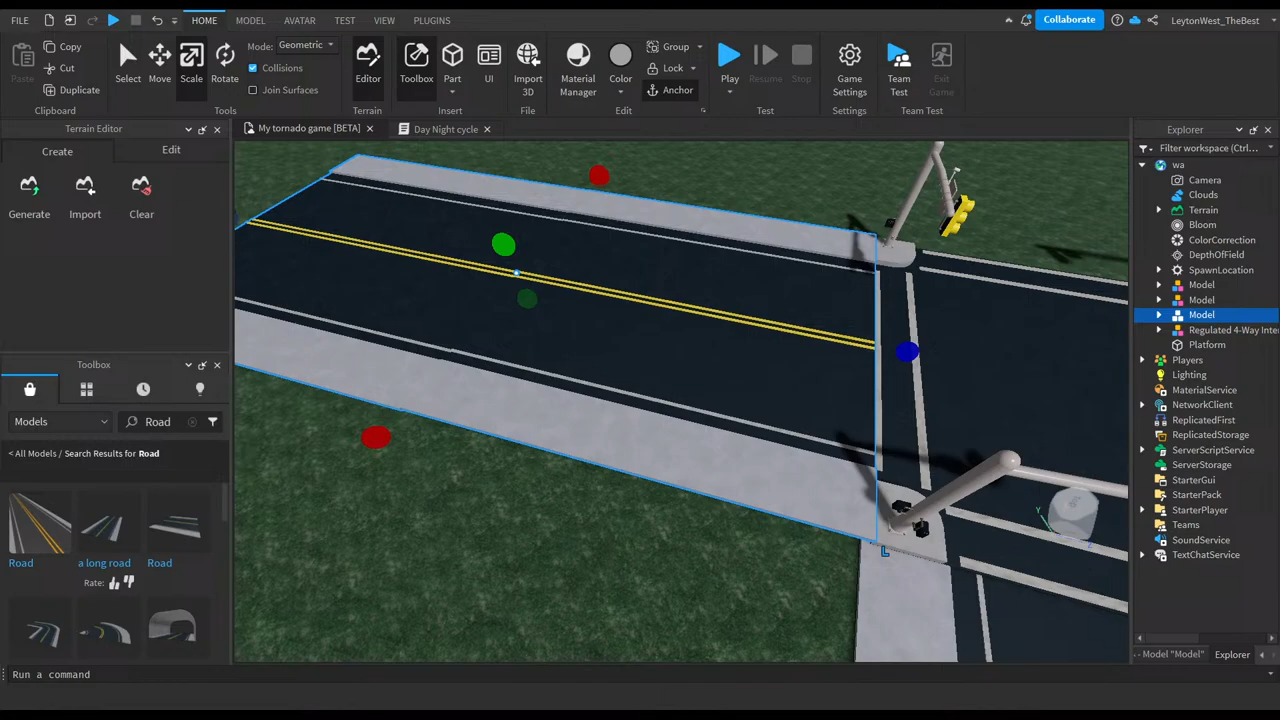 FILE
HOME
MODEL
AVATAR
TEST
VIEW
PLUGINS
Collaborate
LeytonWest_TheBest
Paste
Copy
Cut
Duplicate
Clipboard
Select
Move
Scale
Rotate
Mode: Geometric
Collisions
Join Surfaces
Tools
Editor
Terrain
Toolbox
Part
UI
Insert
Import
3D
File
Material
Manager
Color
Group
Lock
Anchor
Edit
Play
Resume
Stop
Test
Game
Settings
Settings
Team
Test
Exit
Game
Team Test
Terrain Editor
Create
Edit
Generate
Import
Clear
Toolbox
Models
Road
< All Models / Search Results for Road
Road
a long road
Road
Rate:
My tornado game [BETA]
Day Night cycle
L
Y
Z
Explorer
Filter workspace (Ctrl...
wa
Camera
Clouds
Terrain
Bloom
ColorCorrection
DepthOfField
SpawnLocation
Model
Model
Model
Regulated 4-Way Inte
Platform
Players
Lighting
MaterialService
NetworkClient
ReplicatedFirst
ReplicatedStorage
ServerScriptService
ServerStorage
StarterGui
StarterPack
StarterPlayer
Teams
SoundService
TextChatService
Model "Model"
Explorer
Run a command